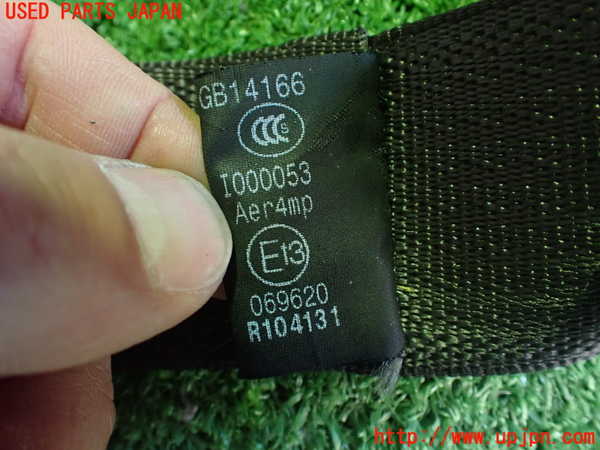 USED PARTS JAPAN
GB14166
CCC S
I000053
Aer4mp
E13
069620
R104131
http://www.upjpn.com/